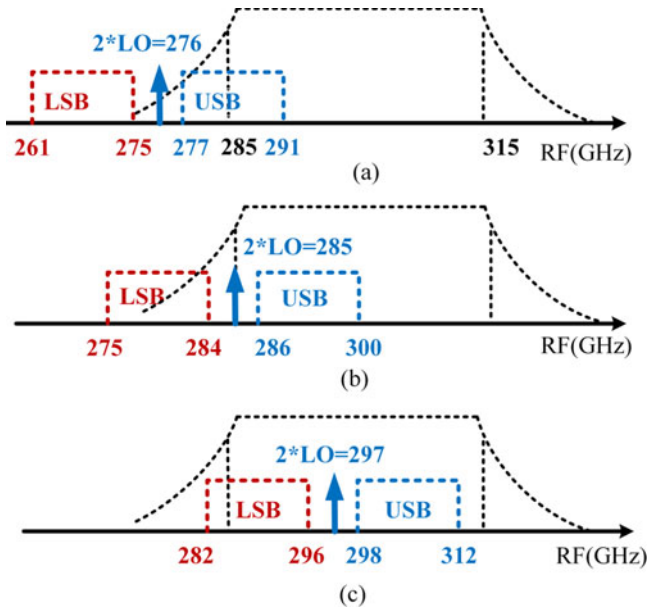 2*LO=276
LSB
USB
261
275
277
285
291
315
RF(GHz)
(a)
2*LO=285
LSB
USB
275
284
286
300
RF(GHz)
(b)
2*LO=297
LSB
USB
282
296
298
312
RF(GHz)
(c)